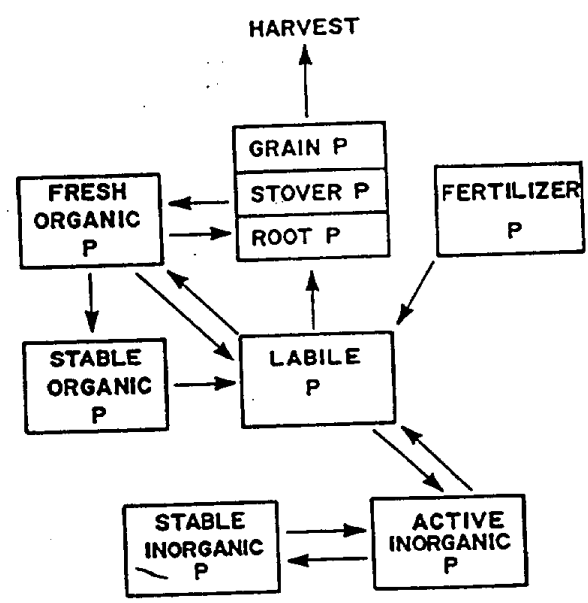 HARVEST
GRAIN P
STOVER P
ROOT P
FRESH
ORGANIC
P
FERTILIZER
P
STABLE
ORGANIC
P
LABILE
P
STABLE
INORGANIC
P
ACTIVE
INORGANIC
P